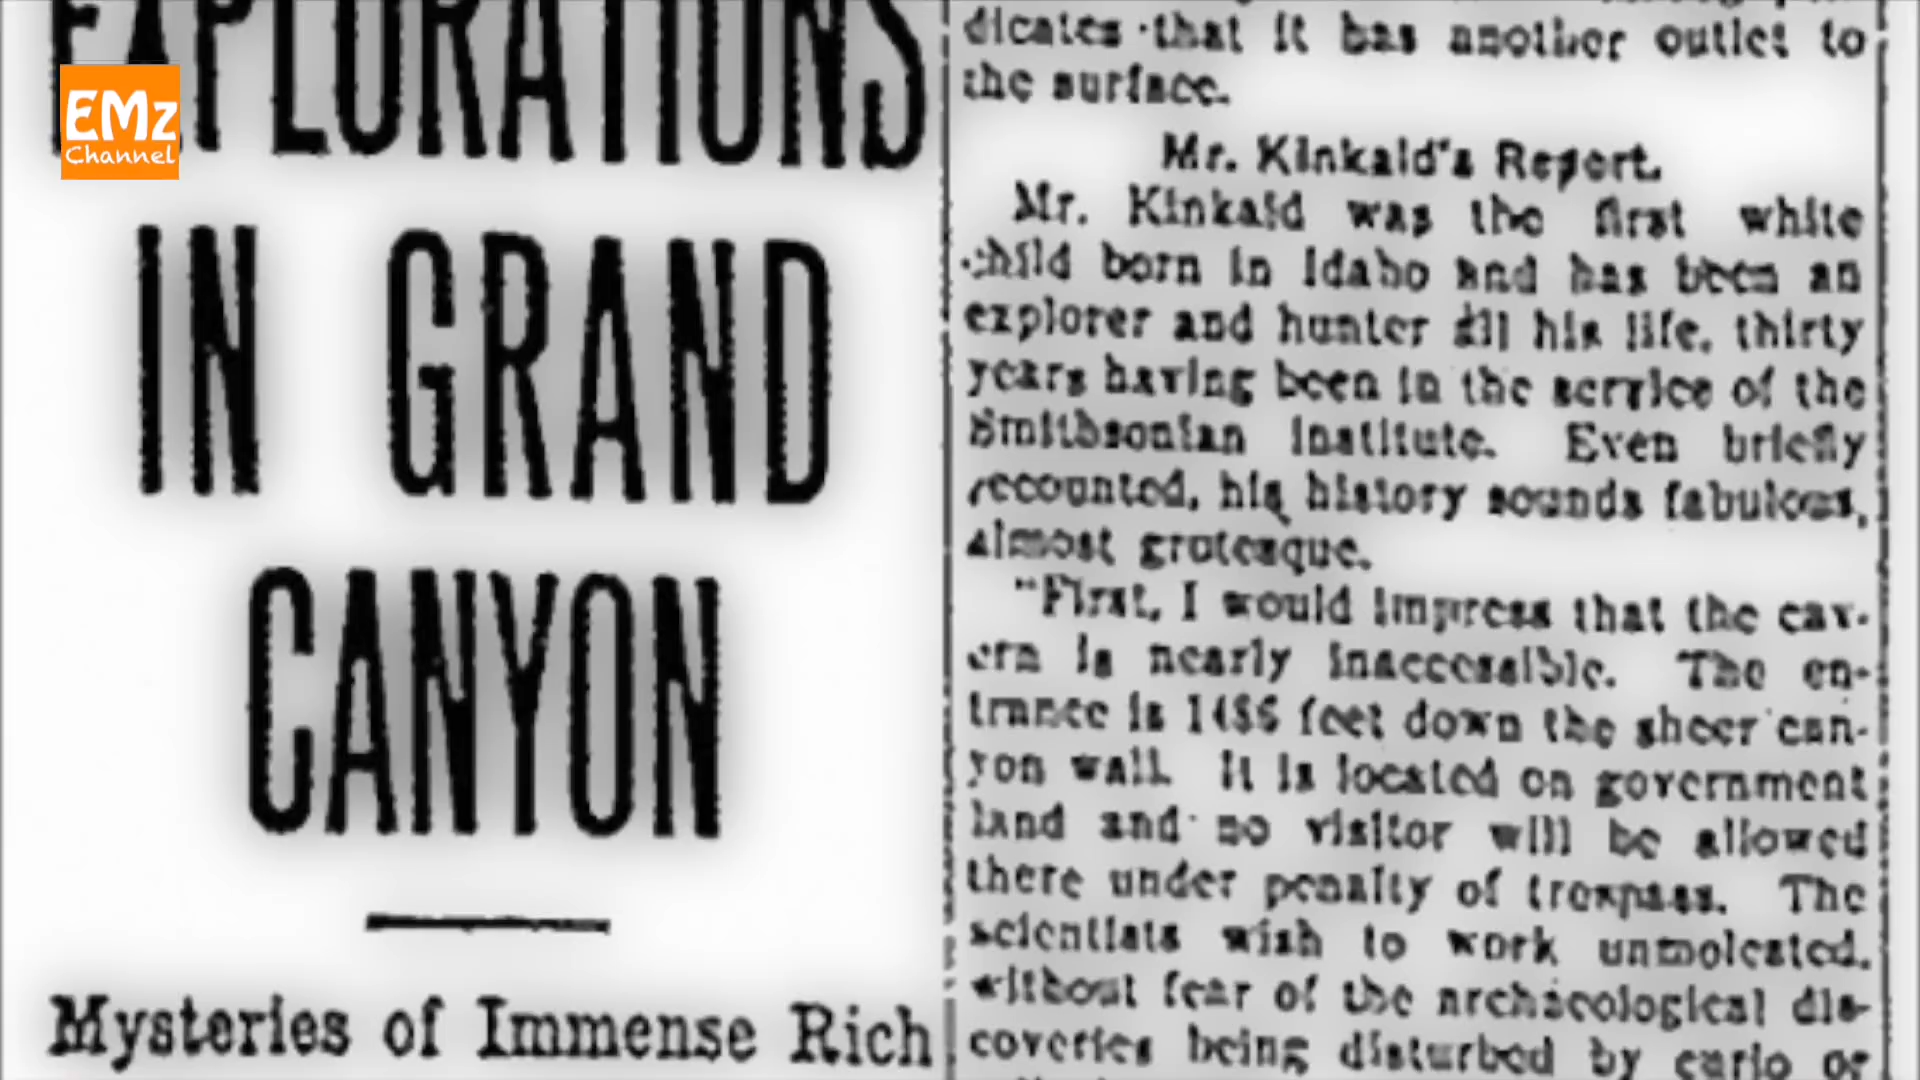 EXPLORATIONS
IN GRAND
CANYON
Mysteries of Immense Rich
EMz
Channel
dicates that it has another outlet to
the surface.
Mr. Kinkaid's Report.
Mr. Kinkaid was the first white
child born in Idaho and has been an
explorer and hunter all his life, thirty
years having been in the service of the
Smithsonian Institute. Even briefly
recounted, his history sounds fabulous,
almost grotesque.
"First, I would impress that the cav-
ern is nearly inaccessible. The en-
trance is 1486 feet down the sheer can-
yon wall. It is located on government
land and no visitor will be allowed
there under penalty of trespass. The
scientists wish to work unmolested,
without fear of the archaeological dis-
coveries being disturbed by curio or